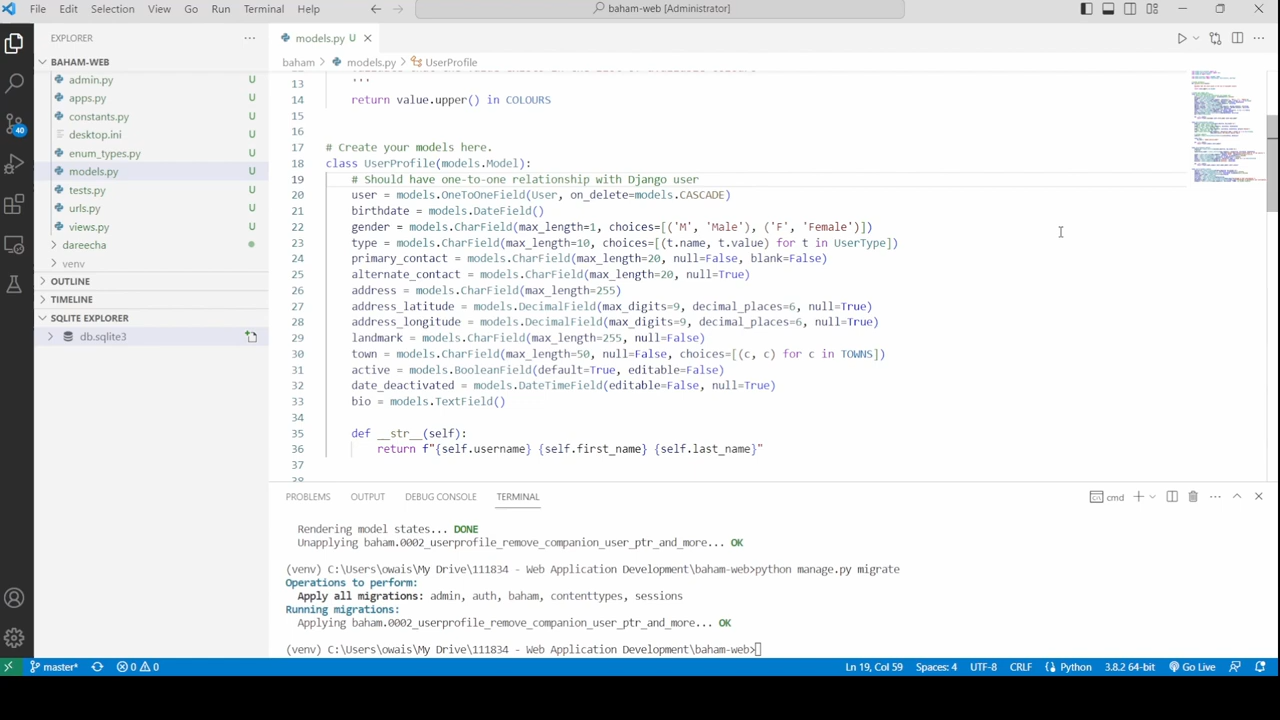 File Edit Selection View Go Run Terminal Help
baham-web [Administrator]
EXPLORER
models.py U
BAHAM-WEB
baham > models.py > UserProfile
admin.py U
apps.py U
constants.py U
desktop.ini U
enum_types.py U
models.py U
tests.py U
urls.py U
views.py U
dareecha
venv
OUTLINE
TIMELINE
SQLITE EXPLORER
db.sqlite3
40
13 '''
14 return value.upper() in COLOURS
15
16
17 # Create your models here.
18 class UserProfile(models.Model):
19 # Should have one-to-onrelationship with Django user
20 user = models.OneToOneField(User, on_delete=models.CASCADE)
21 birthdate = models.DateField()
22 gender = models.CharField(max_length=1, choices=[('M', 'Male'), ('F', 'Female')])
23 type = models.CharField(max_length=10, choices=[(t.name, t.value) for t in UserType])
24 primary_contact = models.CharField(max_length=20, null=False, blank=False)
25 alternate_contact = models.CharField(max_length=20, null=True)
26 address = models.CharField(max_length=255)
27 address_latitude = models.DecimalField(max_digits=9, decimal_places=6, null=True)
28 address_longitude = models.DecimalField(max_digits=9, decimal_places=6, null=True)
29 landmark = models.CharField(max_length=255, null=False)
30 town = models.CharField(max_length=50, null=False, choices=[(c, c) for c in TOWNS])
31 active = models.BooleanField(default=True, editable=False)
32 date_deactivated = models.DateTimeField(editable=False, null=True)
33 bio = models.TextField()
34
35 def __str__(self):
36 return f"{self.username} {self.first_name} {self.last_name}"
37
38
PROBLEMS OUTPUT DEBUG CONSOLE TERMINAL
cmd
Rendering model states... DONE
Unapplying baham.0002_userprofile_remove_companion_user_ptr_and_more... OK
(venv) C:\Users\owais\My Drive\111834 - Web Application Development\baham-web>python manage.py migrate
Operations to perform:
Apply all migrations: admin, auth, baham, contenttypes, sessions
Running migrations:
Applying baham.0002_userprofile_remove_companion_user_ptr_and_more... OK
(venv) C:\Users\owais\My Drive\111834 - Web Application Development\baham-web>
master* 0 0 Ln 19, Col 59 Spaces: 4 UTF-8 CRLF Python 3.8.2 64-bit Go Live